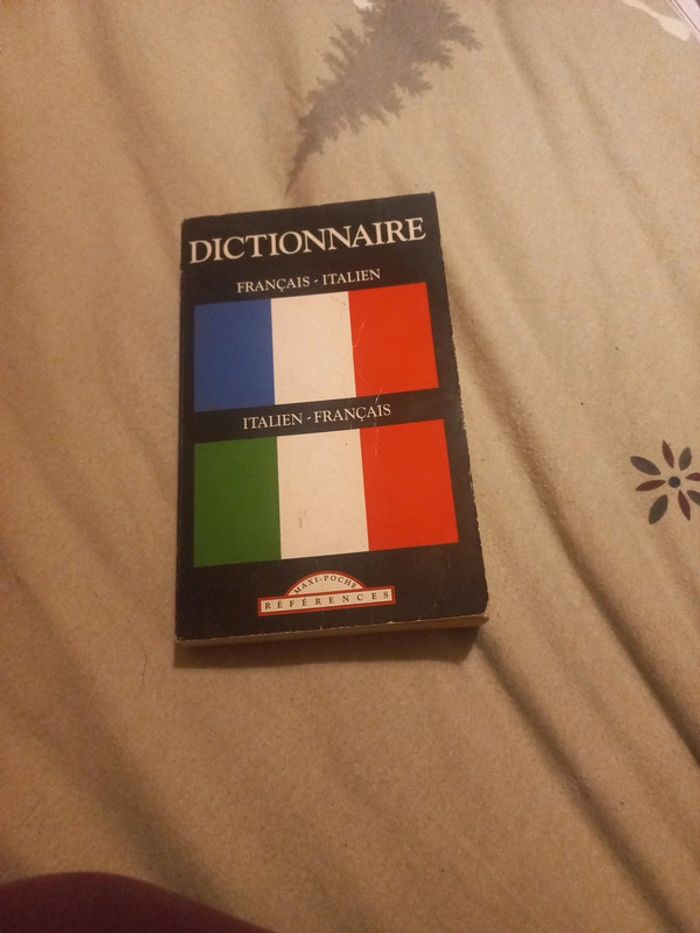 DICTIONNAIRE
FRANÇAIS - ITALIEN
ITALIEN - FRANÇAIS
MAXI-POCHE
RÉFÉRENCES